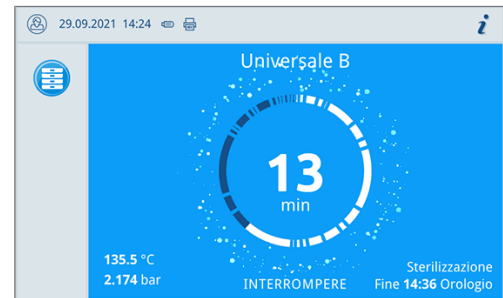 29.09.2021 14:24
i
Universale B
13
min
135.5 °C
2.174 bar
INTERROMPERE
Sterilizzazione
Fine 14:36 Orologio